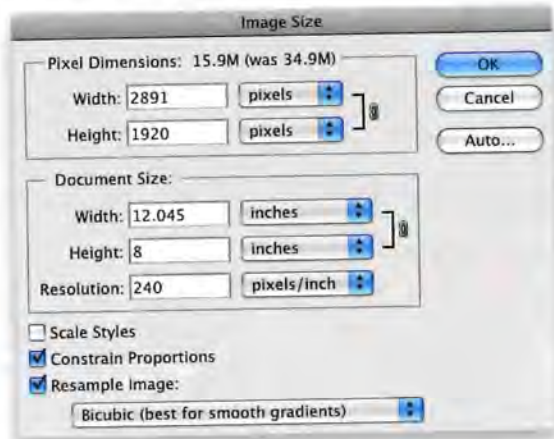 Image Size
Pixel Dimensions: 15.9M (was 34.9M)
Width: 2891 pixels
Height: 1920 pixels
OK
Cancel
Auto...
Document Size:
Width: 12.045 inches
Height: 8 inches
Resolution: 240 pixels/inch
Scale Styles
Constrain Proportions
Resample Image:
Bicubic (best for smooth gradients)